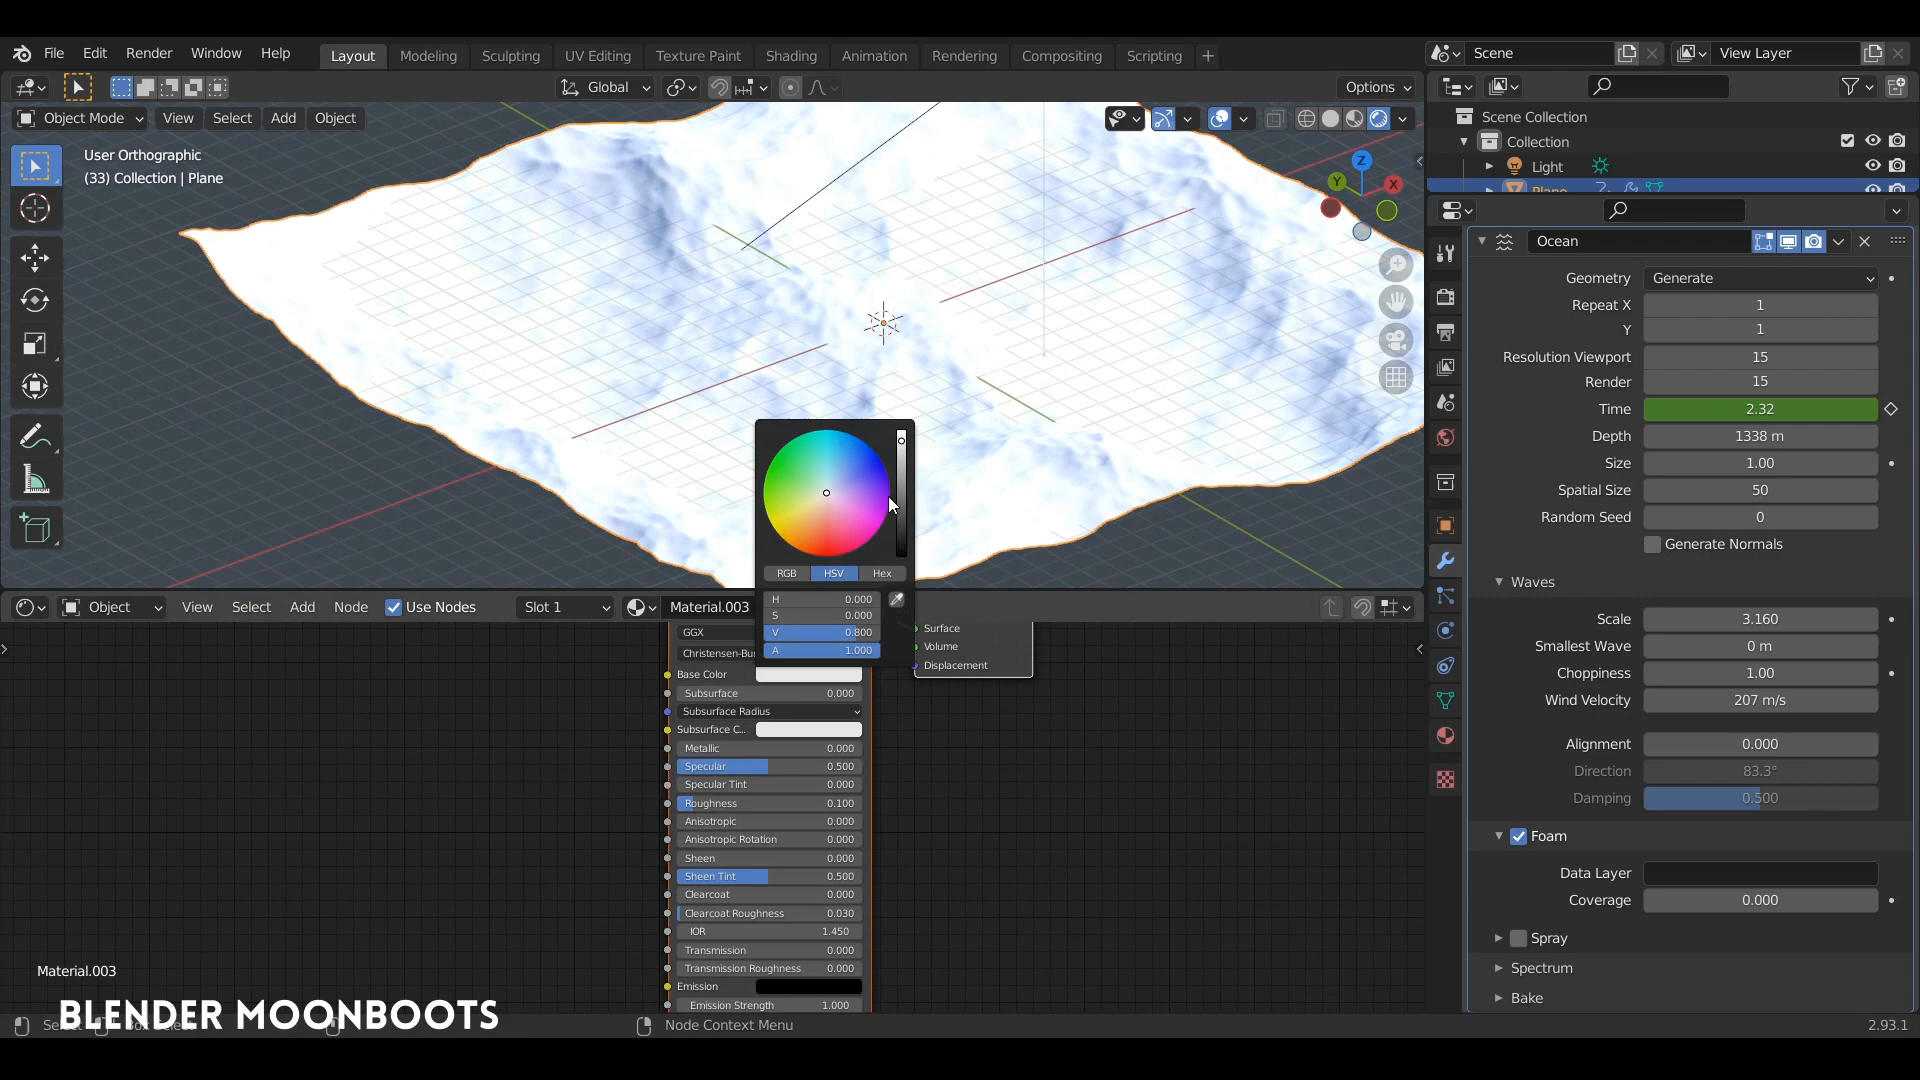 File Edit Render Window Help Layout Modeling Sculpting UV Editing Texture Paint Shading Animation Rendering Compositing Scripting + Scene View Layer
Global Options
Object Mode View Select Add Object
User Orthographic
(33) Collection | Plane
Z
Y
X
Scene Collection
Collection
Light
Plane
Ocean
Geometry Generate
Repeat X 1
Y 1
Resolution Viewport 15
Render 15
Time 2.32
Depth 1338 m
Size 1.00
Spatial Size 50
Random Seed 0
Generate Normals
Waves
Scale 3.160
Smallest Wave 0 m
Choppiness 1.00
Wind Velocity 207 m/s
Alignment 0.000
Direction 83.3°
Damping 0.500
Foam
Data Layer
Coverage 0.000
Spray
Spectrum
Bake
RGB HSV Hex
H 0.000
S 0.000
V 0.800
A 1.000
Object View Select Add Node Use Nodes Slot 1 Material.003
Surface
Volume
Displacement
GGX
Christensen-Bu
Base Color
Subsurface 0.000
Subsurface Radius
Subsurface C..
Metallic 0.000
Specular 0.500
Specular Tint 0.000
Roughness 0.100
Anisotropic 0.000
Anisotropic Rotation 0.000
Sheen 0.000
Sheen Tint 0.500
Clearcoat 0.000
Clearcoat Roughness 0.030
IOR 1.450
Transmission 0.000
Transmission Roughness 0.000
Emission
Emission Strength 1.000
Material.003
BLENDER MOONBOOTS
Node Context Menu
2.93.1